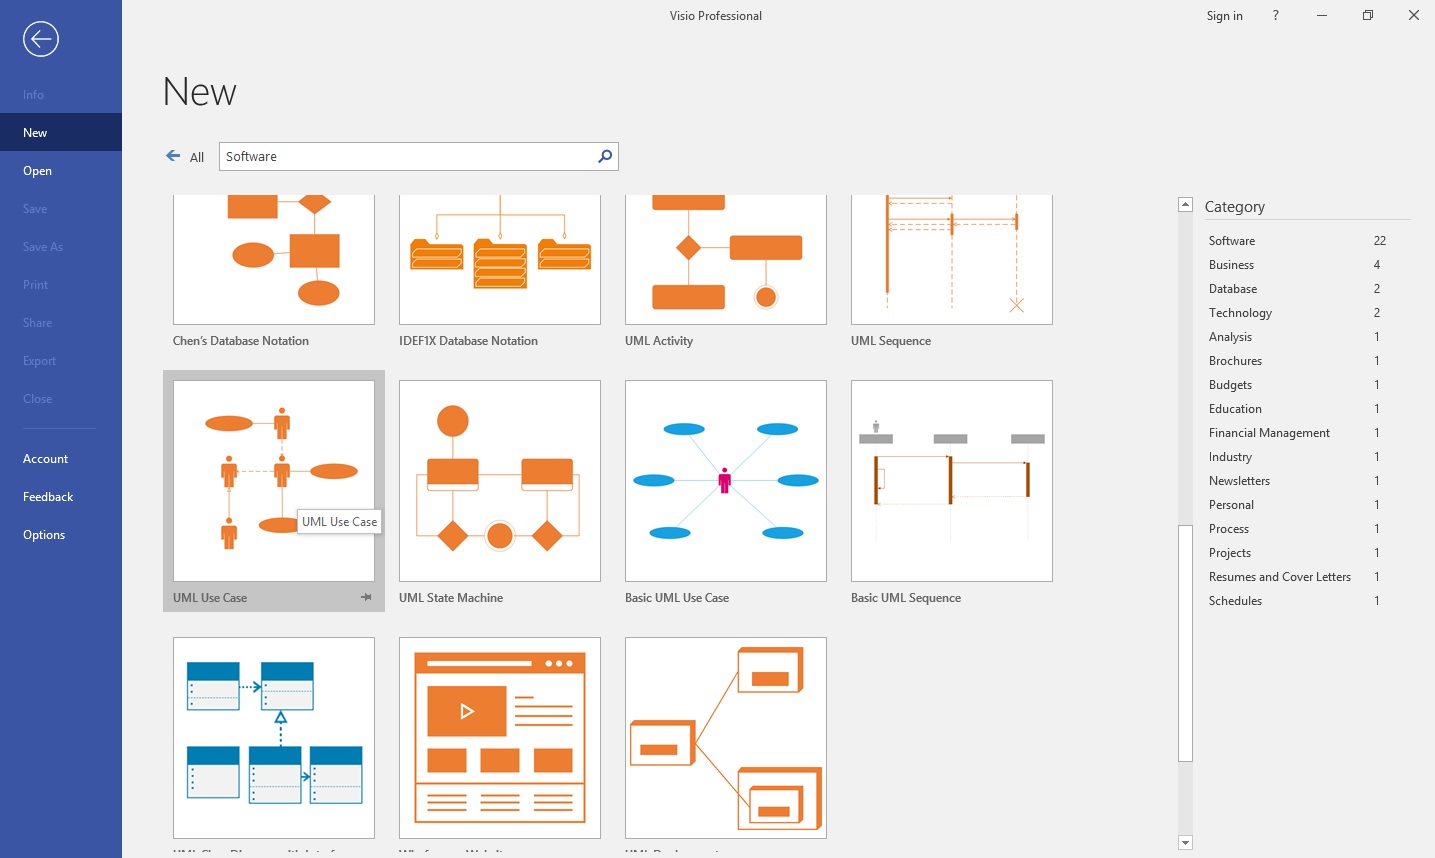 Visio Professional
Sign in
?
Info
New
Open
Save
Save As
Print
Share
Export
Close
Account
Feedback
Options
New
All
Software
Chen's Database Notation
IDEF1X Database Notation
UML Activity
UML Sequence
UML Use Case
UML Use Case
UML State Machine
Basic UML Use Case
Basic UML Sequence
Category
Software 22
Business 4
Database 2
Technology 2
Analysis 1
Brochures 1
Budgets 1
Education 1
Financial Management 1
Industry 1
Newsletters 1
Personal 1
Process 1
Projects 1
Resumes and Cover Letters 1
Schedules 1